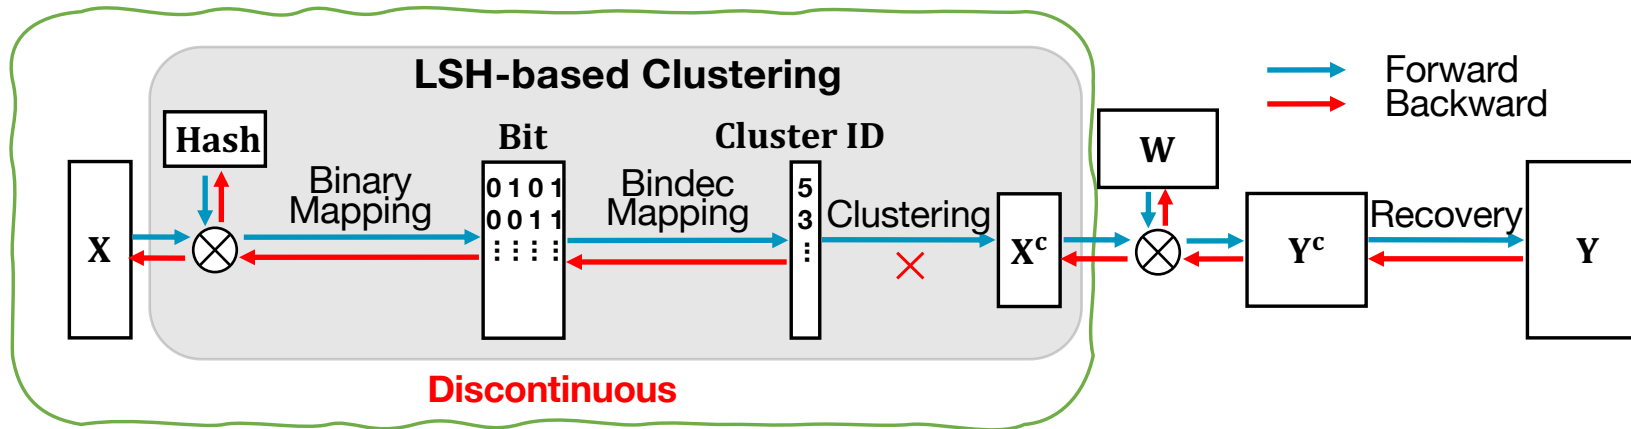 LSH-based Clustering
Forward
Backward
Hash
Bit
Cluster ID
W
X
Binary
Mapping
0 1 0 1
0 0 1 1
⋮ ⋮ ⋮ ⋮
Bindec
Mapping
5
3
⋮
Clustering
X^c
Y^c
Recovery
Y
Discontinuous